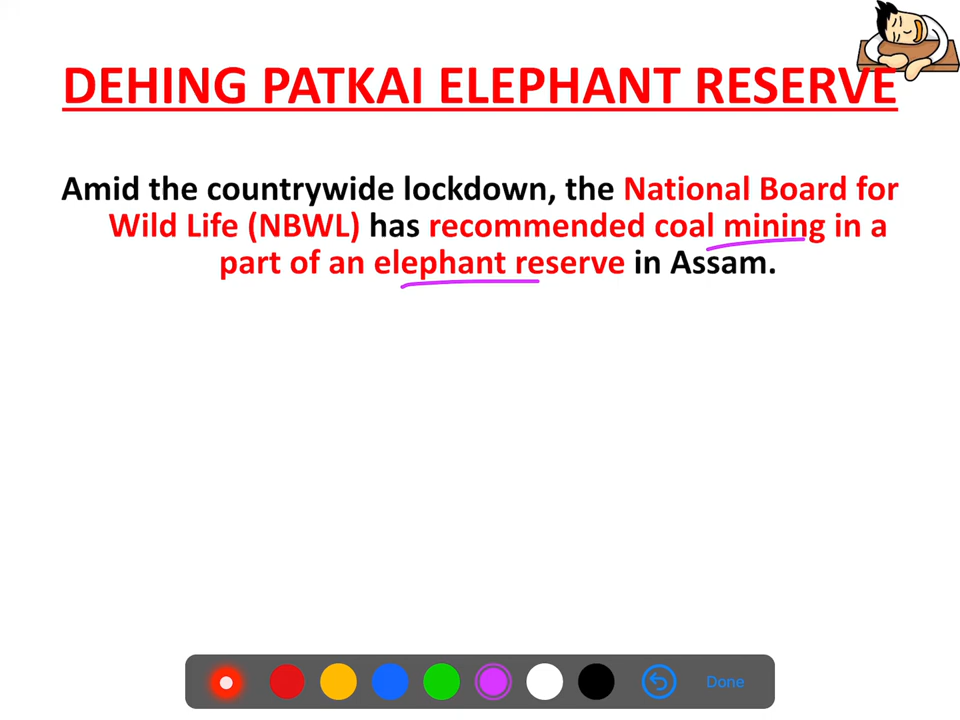 DEHING PATKAI ELEPHANT RESERVE
Amid the countrywide lockdown, the National Board for
Wild Life (NBWL) has recommended coal mining in a
part of an elephant reserve in Assam.
Done